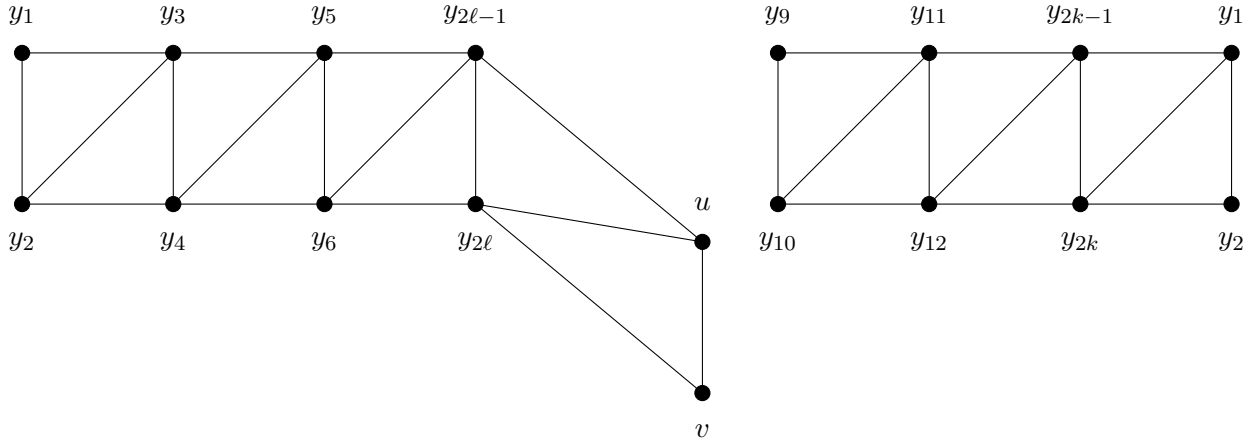 y₁ y₃ y₅ y₂ℓ₋₁ y₉ y₁₁ y₂ₖ₋₁ y₁
u
y₂ y₄ y₆ y₂ℓ y₁₀ y₁₂ y₂ₖ y₂
v